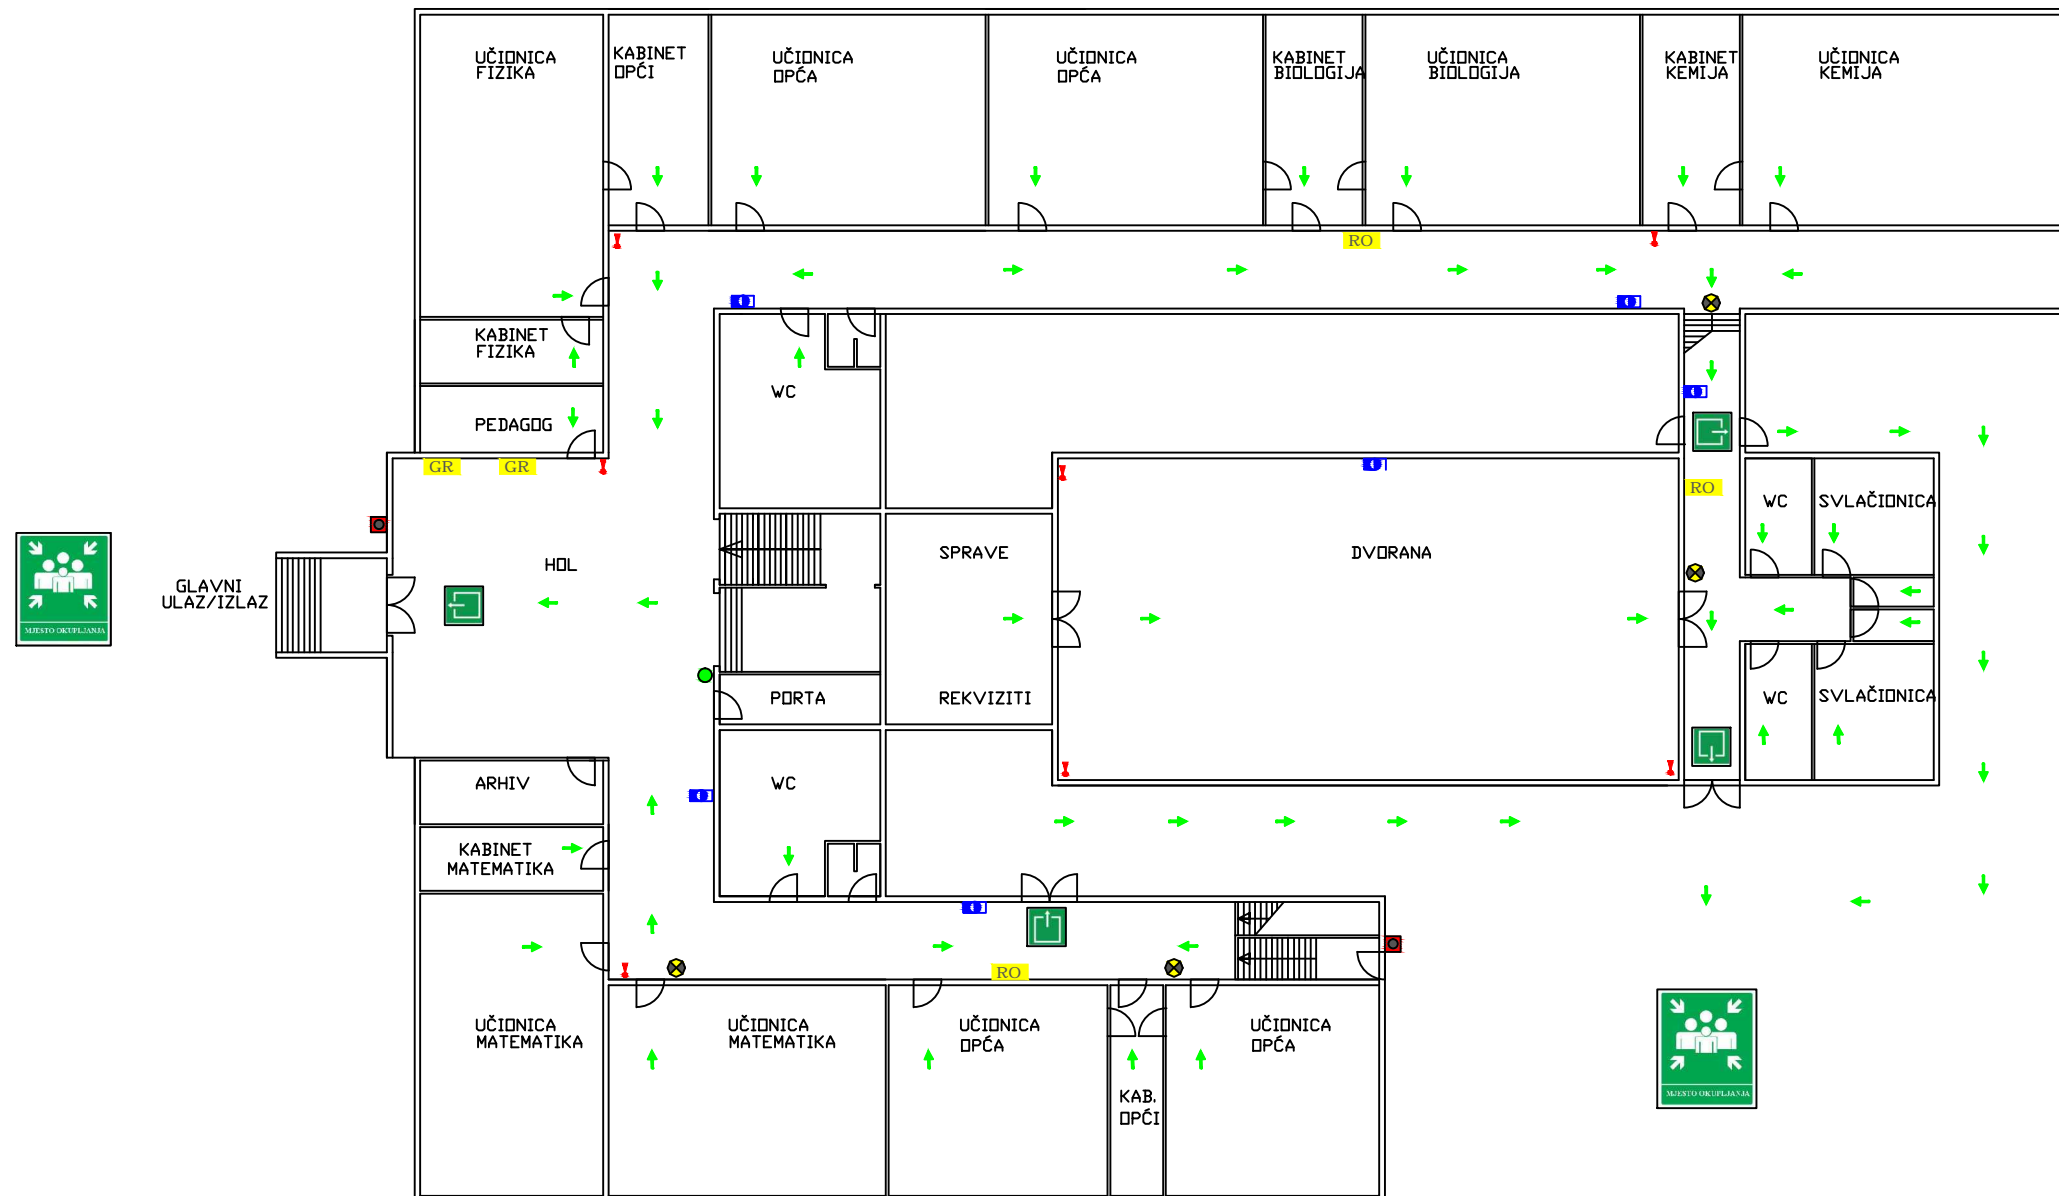 UČIONICA
FIZIKA
KABINET
OPĆI
UČIONICA
OPĆA
UČIONICA
OPĆA
KABINET
BIOLOGIJA
UČIONICA
BIOLOGIJA
KABINET
KEMIJA
UČIONICA
KEMIJA
RO
KABINET
FIZIKA
WC
PEDAGOG
GR
GR
RO
WC
SVLAČIONICA
HOL
SPRAVE
DVORANA
GLAVNI
ULAZ/IZLAZ
MJESTO OKUPLJANJA
PORTA
REKVIZITI
WC
SVLAČIONICA
ARHIV
WC
KABINET
MATEMATIKA
RO
UČIONICA
MATEMATIKA
UČIONICA
MATEMATIKA
UČIONICA
OPĆA
UČIONICA
OPĆA
KAB.
OPĆI
MJESTO OKUPLJANJA